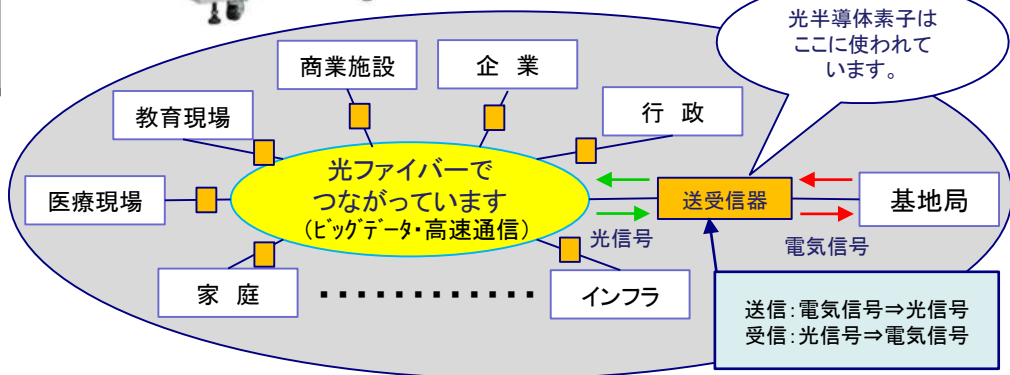 光半導体素子は
ここに使われて
います。
商業施設
企 業
教育現場
行 政
医療現場
光ファイバーで
つながっています
(ビッグデータ・高速通信)
送受信器
基地局
光信号
電気信号
家 庭
・・・・・・・・・・・・
インフラ
送信:電気信号⇒光信号
受信:光信号⇒電気信号